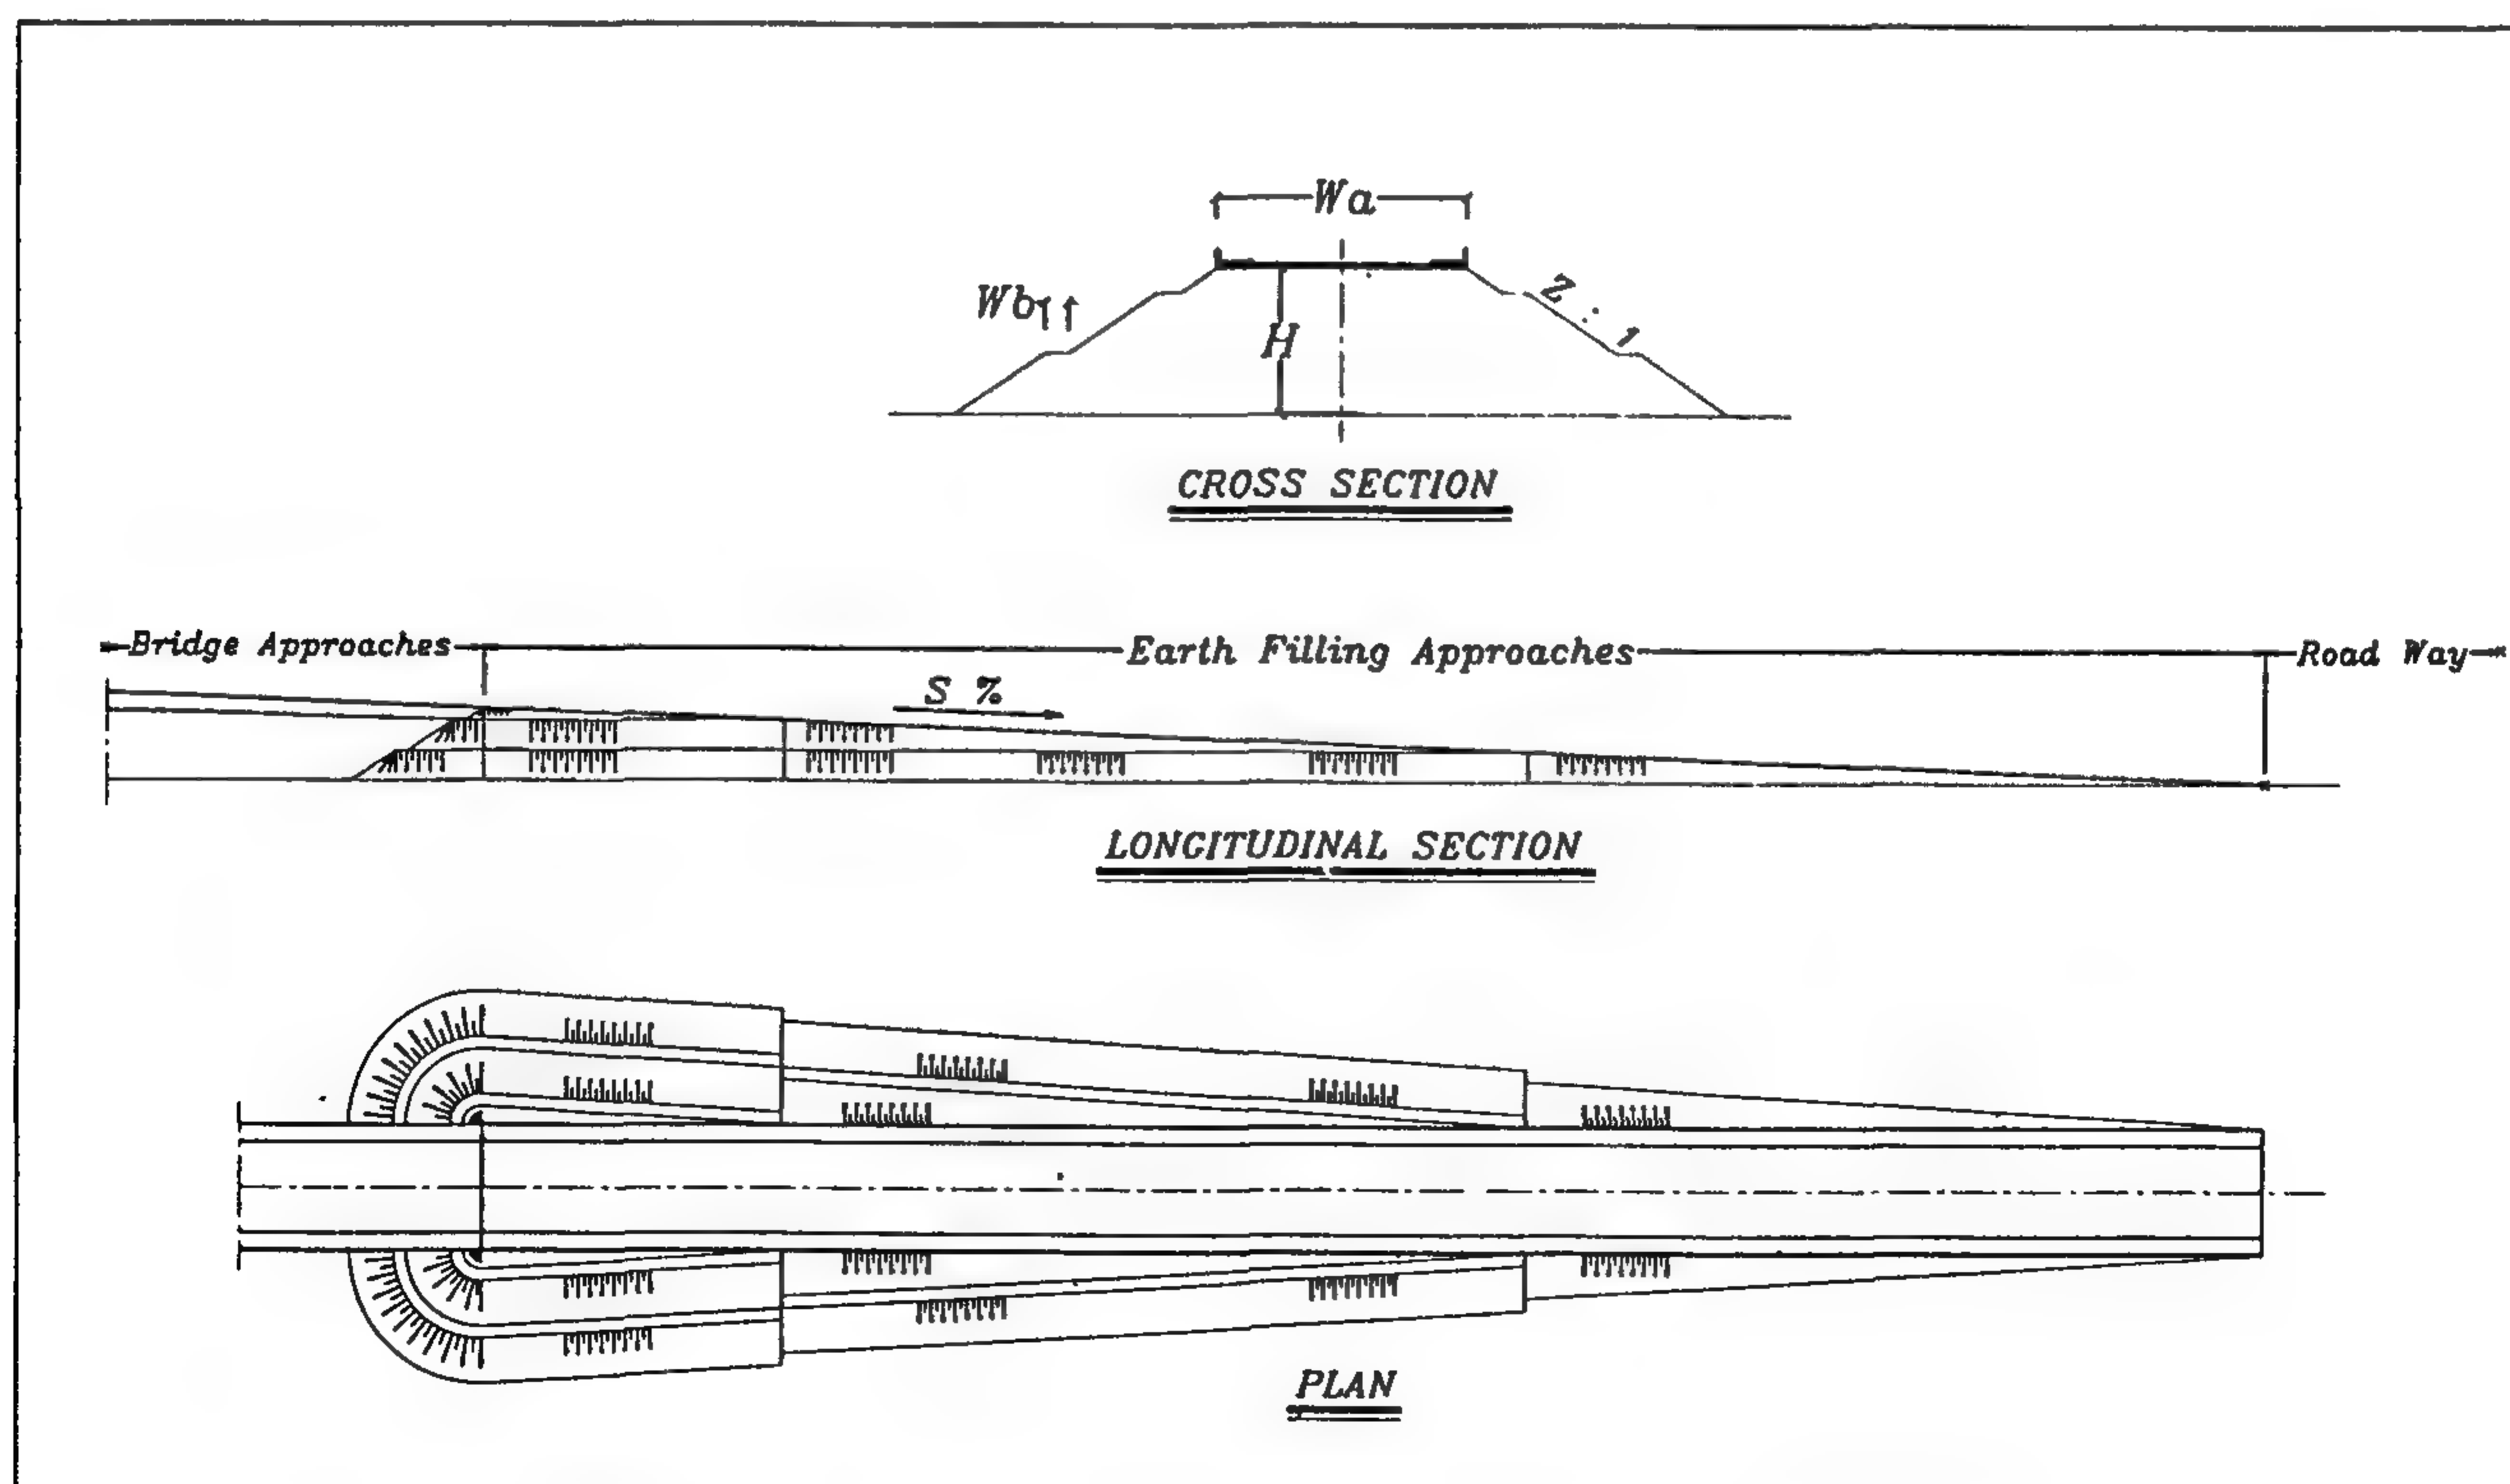 Wa
Wb
H
Z : 1
CROSS SECTION
Bridge Approaches
Earth Filling Approaches
Road Way
S %
LONGITUDINAL SECTION
PLAN